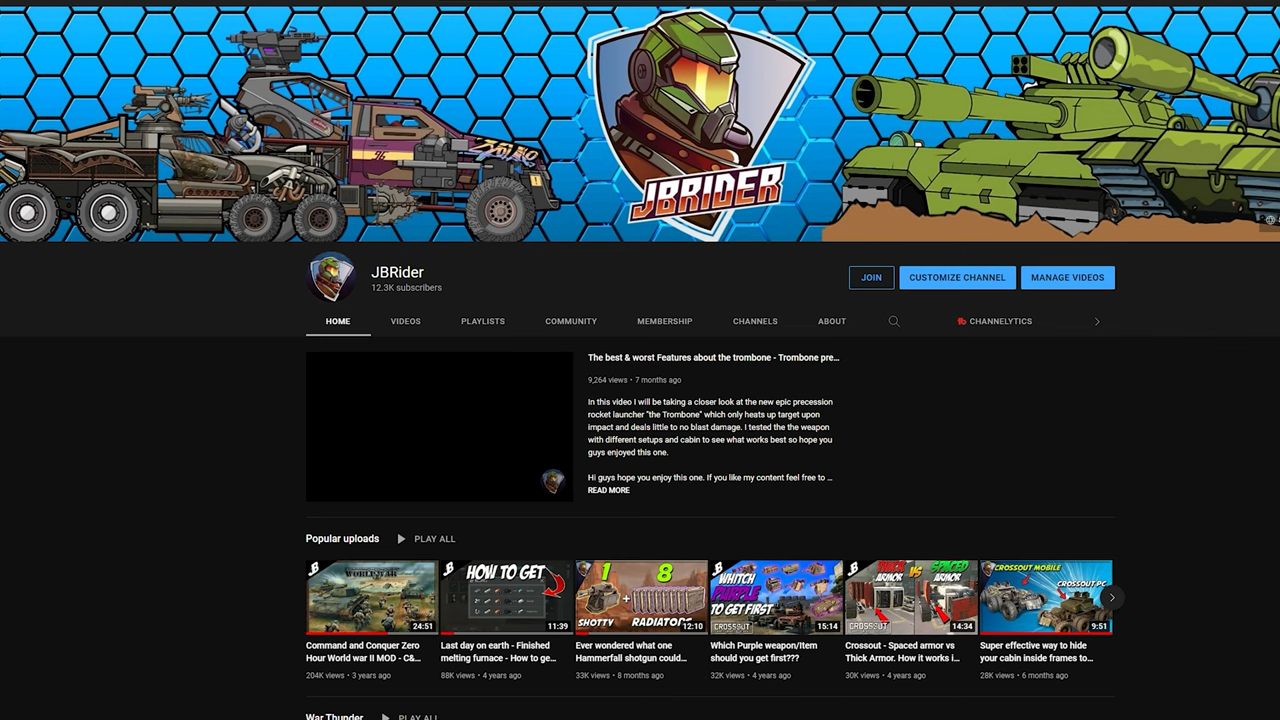 JBRIDER
JBRider
12.3K subscribers
JOIN
CUSTOMIZE CHANNEL
MANAGE VIDEOS
HOME
VIDEOS
PLAYLISTS
COMMUNITY
MEMBERSHIP
CHANNELS
ABOUT
CHANNELYTICS
The best & worst Features about the trombone - Trombone pre...
9,264 views • 7 months ago
In this video I will be taking a closer look at the new epic precession
rocket launcher "the Trombone" which only heats up target upon
impact and deals little to no blast damage. I tested the the weapon
with different setups and cabin to see what works best so hope you
guys enjoyed this one.
Hi guys hope you enjoy this one. If you like my content feel free to ...
READ MORE
Popular uploads
PLAY ALL
WORLD WAR
24:51
HOW TO GET
11:39
1
8
+
SHOTTY
RADIATOR
12:10
WHITCH
PURPLE
TO GET FIRST
CROSSOUT
15:14
THICK
ARMOR
VS
SPACED
ARMOR
CROSSOUT
14:34
CROSSOUT MOBILE
CROSSOUT PC
9:51
Command and Conquer Zero
Hour World war II MOD - C&...
204K views • 3 years ago
Last day on earth - Finished
melting furnace - How to ge...
88K views • 4 years ago
Ever wondered what one
Hammerfall shotgun could...
33K views • 8 months ago
Which Purple weapon/Item
should you get first???
32K views • 4 years ago
Crossout - Spaced armor vs
Thick Armor. How it works i...
30K views • 4 years ago
Super effective way to hide
your cabin inside frames to...
28K views • 6 months ago
War Thunder
PLAY ALL